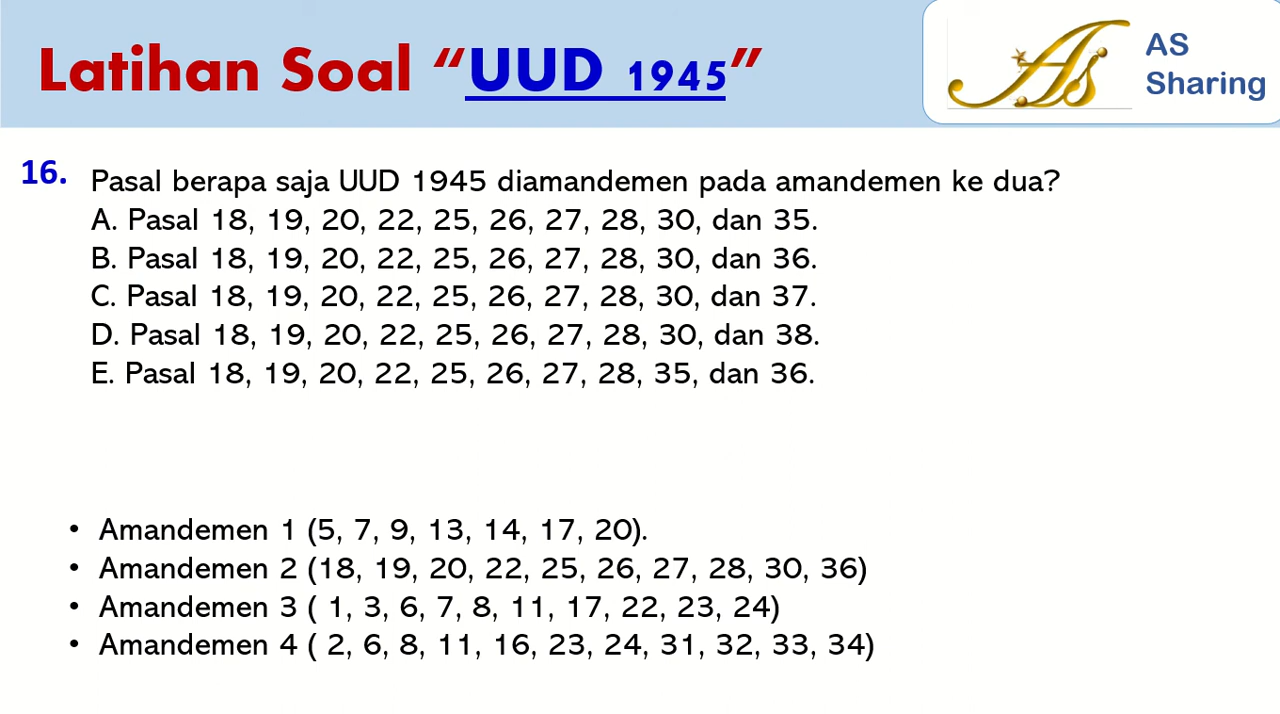 Latihan Soal “UUD 1945”
As
AS
Sharing
16. Pasal berapa saja UUD 1945 diamandemen pada amandemen ke dua?
A. Pasal 18, 19, 20, 22, 25, 26, 27, 28, 30, dan 35.
B. Pasal 18, 19, 20, 22, 25, 26, 27, 28, 30, dan 36.
C. Pasal 18, 19, 20, 22, 25, 26, 27, 28, 30, dan 37.
D. Pasal 18, 19, 20, 22, 25, 26, 27, 28, 30, dan 38.
E. Pasal 18, 19, 20, 22, 25, 26, 27, 28, 35, dan 36.
• Amandemen 1 (5, 7, 9, 13, 14, 17, 20).
• Amandemen 2 (18, 19, 20, 22, 25, 26, 27, 28, 30, 36)
• Amandemen 3 ( 1, 3, 6, 7, 8, 11, 17, 22, 23, 24)
• Amandemen 4 ( 2, 6, 8, 11, 16, 23, 24, 31, 32, 33, 34)